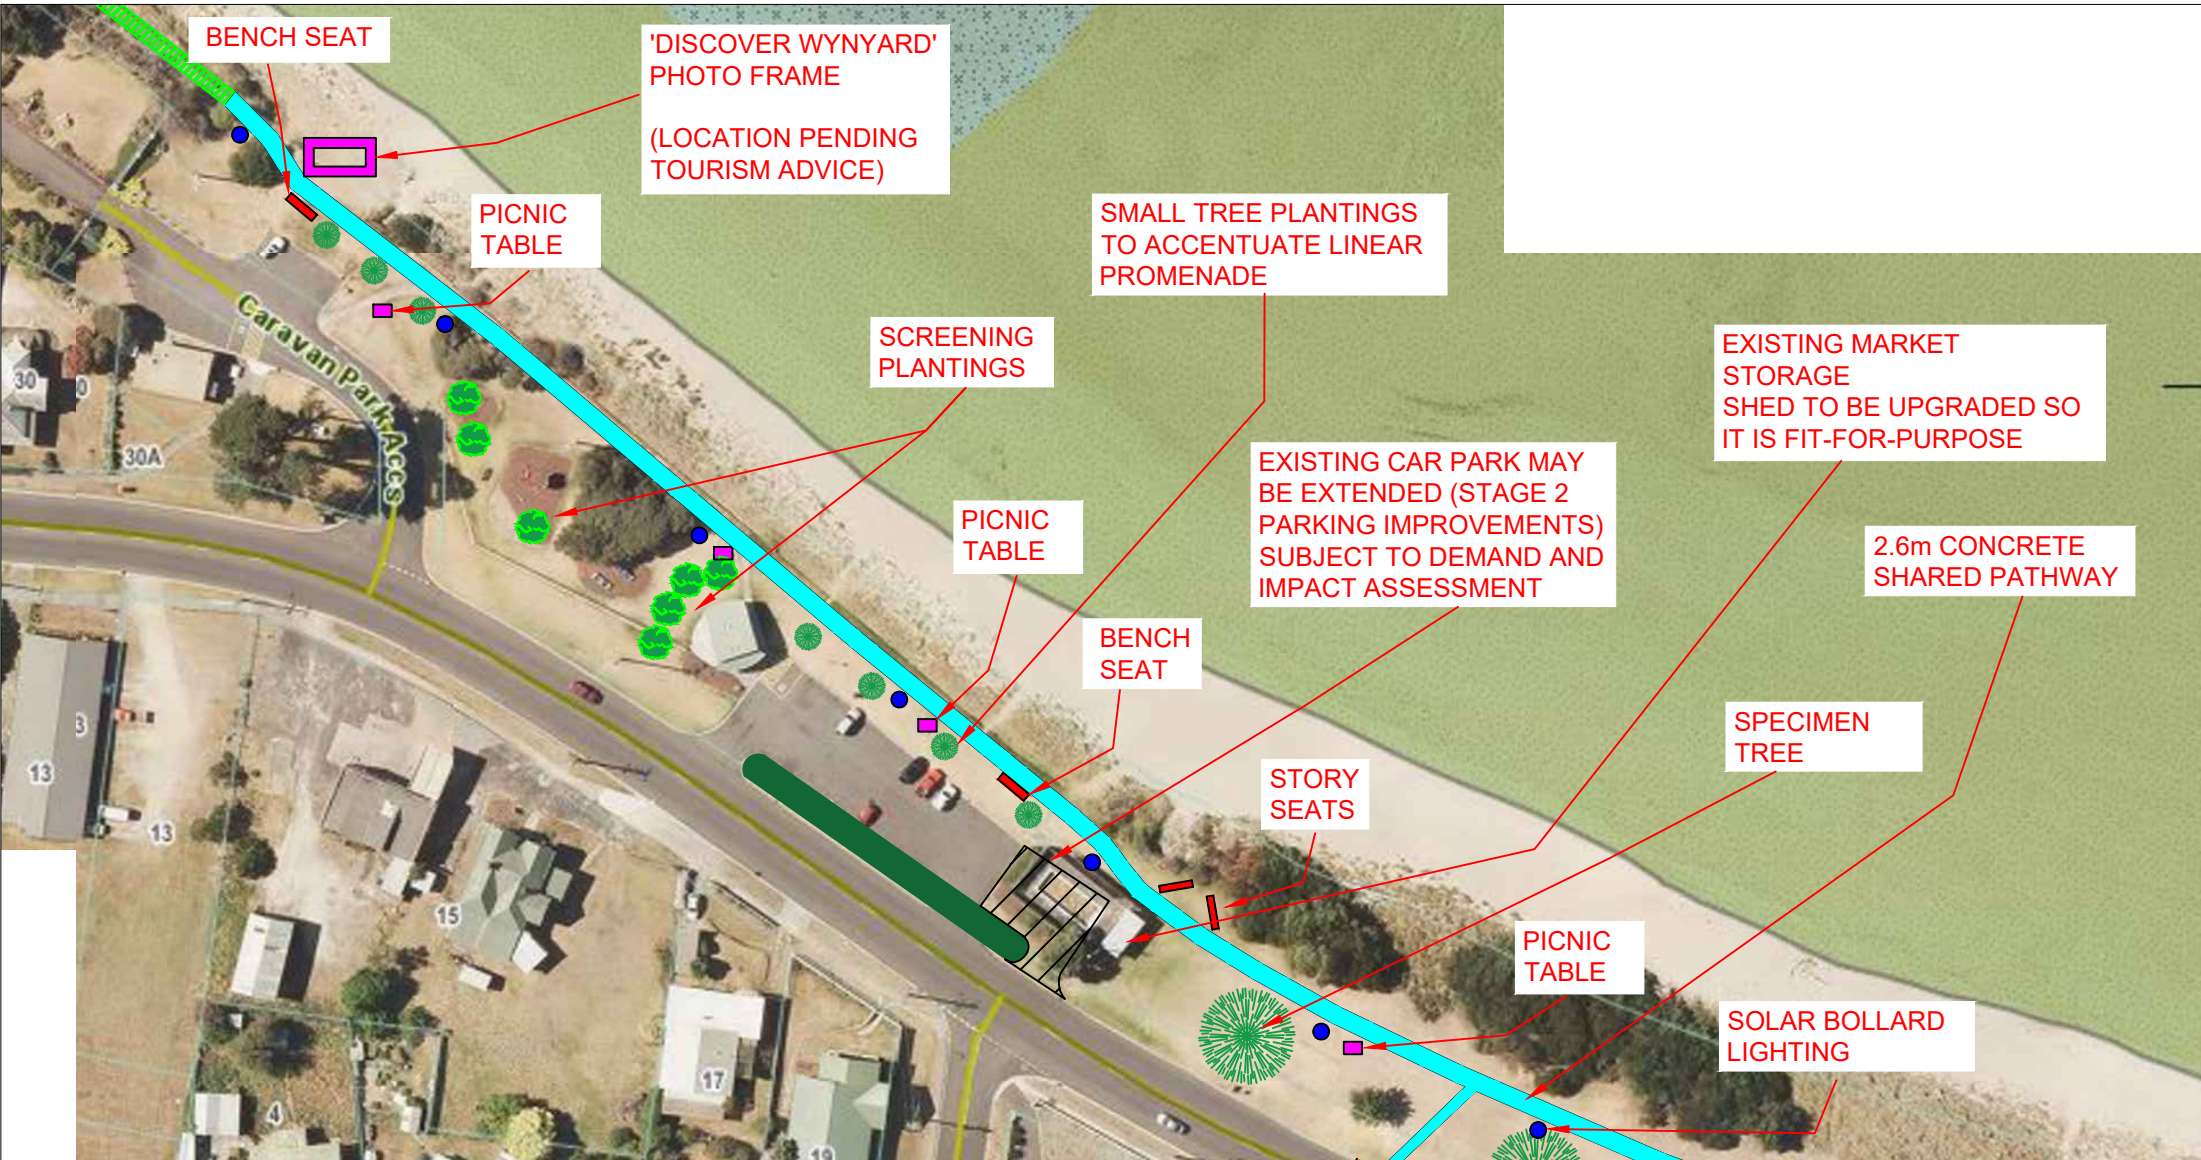 BENCH SEAT
'DISCOVER WYNYARD'
PHOTO FRAME
(LOCATION PENDING
TOURISM ADVICE)
PICNIC
TABLE
SMALL TREE PLANTINGS
TO ACCENTUATE LINEAR
PROMENADE
SCREENING
PLANTINGS
EXISTING MARKET
STORAGE
SHED TO BE UPGRADED SO
IT IS FIT-FOR-PURPOSE
Caravan Park Accs
30
0
30A
EXISTING CAR PARK MAY
BE EXTENDED (STAGE 2
PARKING IMPROVEMENTS)
SUBJECT TO DEMAND AND
IMPACT ASSESSMENT
PICNIC
TABLE
2.6m CONCRETE
SHARED PATHWAY
BENCH
SEAT
SPECIMEN
TREE
3
13
13
STORY
SEATS
15
PICNIC
TABLE
SOLAR BOLLARD
LIGHTING
17
4
19